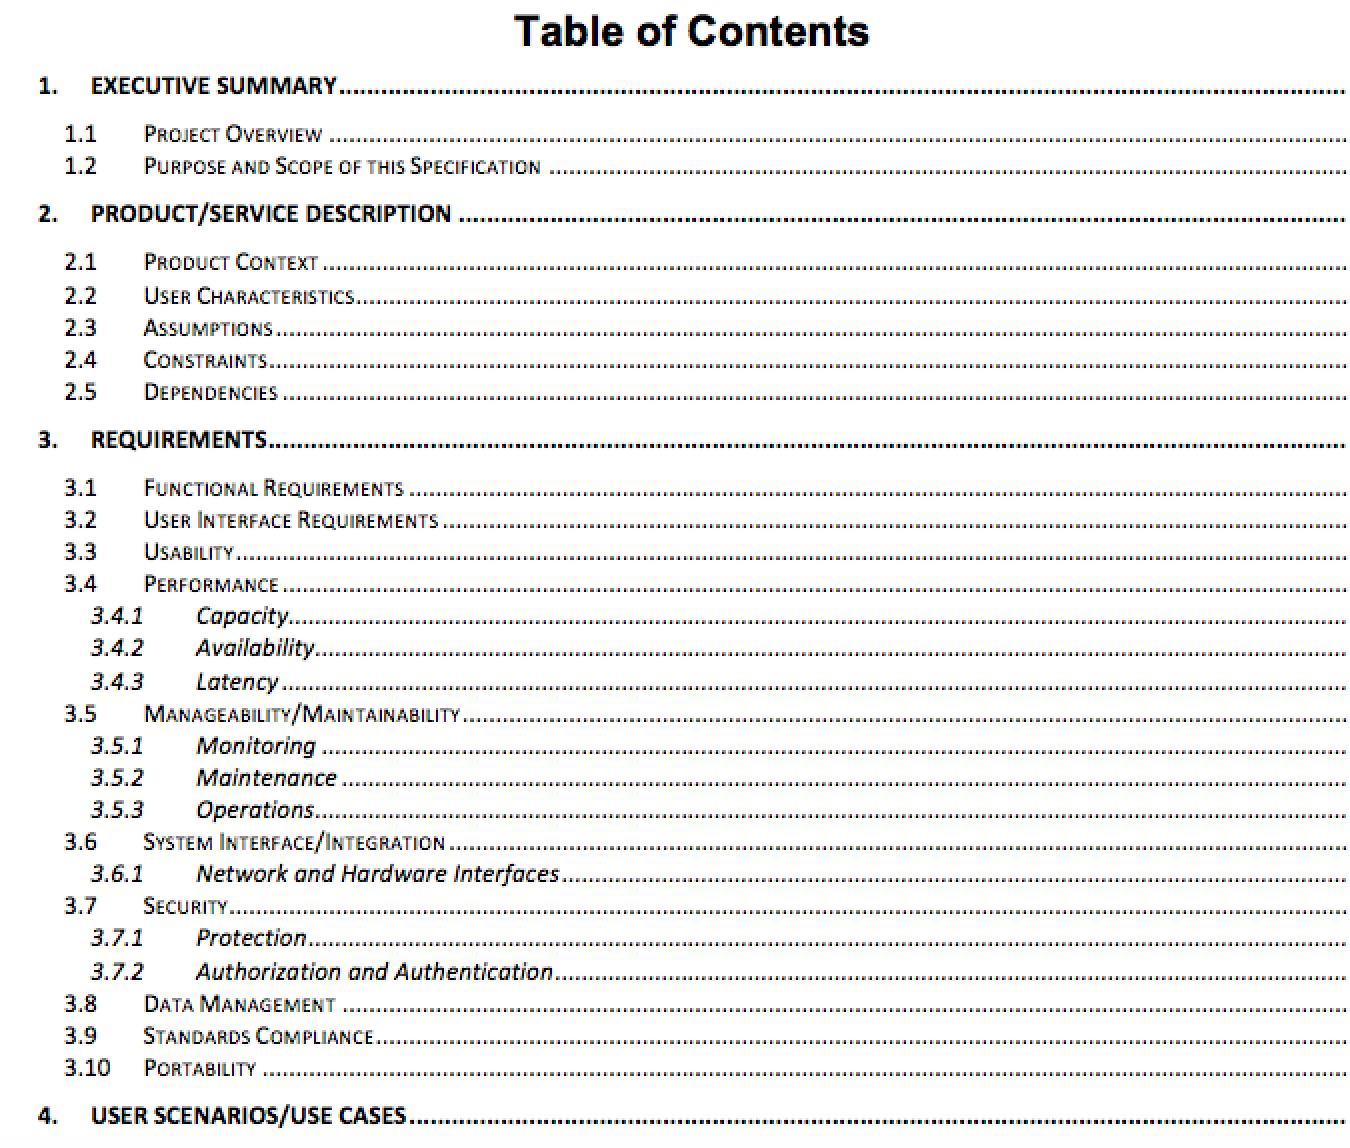 Table of Contents
1. EXECUTIVE SUMMARY
1.1 PROJECT OVERVIEW
1.2 PURPOSE AND SCOPE OF THIS SPECIFICATION
2. PRODUCT/SERVICE DESCRIPTION
2.1 PRODUCT CONTEXT
2.2 USER CHARACTERISTICS
2.3 ASSUMPTIONS
2.4 CONSTRAINTS
2.5 DEPENDENCIES
3. REQUIREMENTS
3.1 FUNCTIONAL REQUIREMENTS
3.2 USER INTERFACE REQUIREMENTS
3.3 USABILITY
3.4 PERFORMANCE
3.4.1 Capacity
3.4.2 Availability
3.4.3 Latency
3.5 MANAGEABILITY/MAINTAINABILITY
3.5.1 Monitoring
3.5.2 Maintenance
3.5.3 Operations
3.6 SYSTEM INTERFACE/INTEGRATION
3.6.1 Network and Hardware Interfaces
3.7 SECURITY
3.7.1 Protection
3.7.2 Authorization and Authentication
3.8 DATA MANAGEMENT
3.9 STANDARDS COMPLIANCE
3.10 PORTABILITY
4. USER SCENARIOS/USE CASES